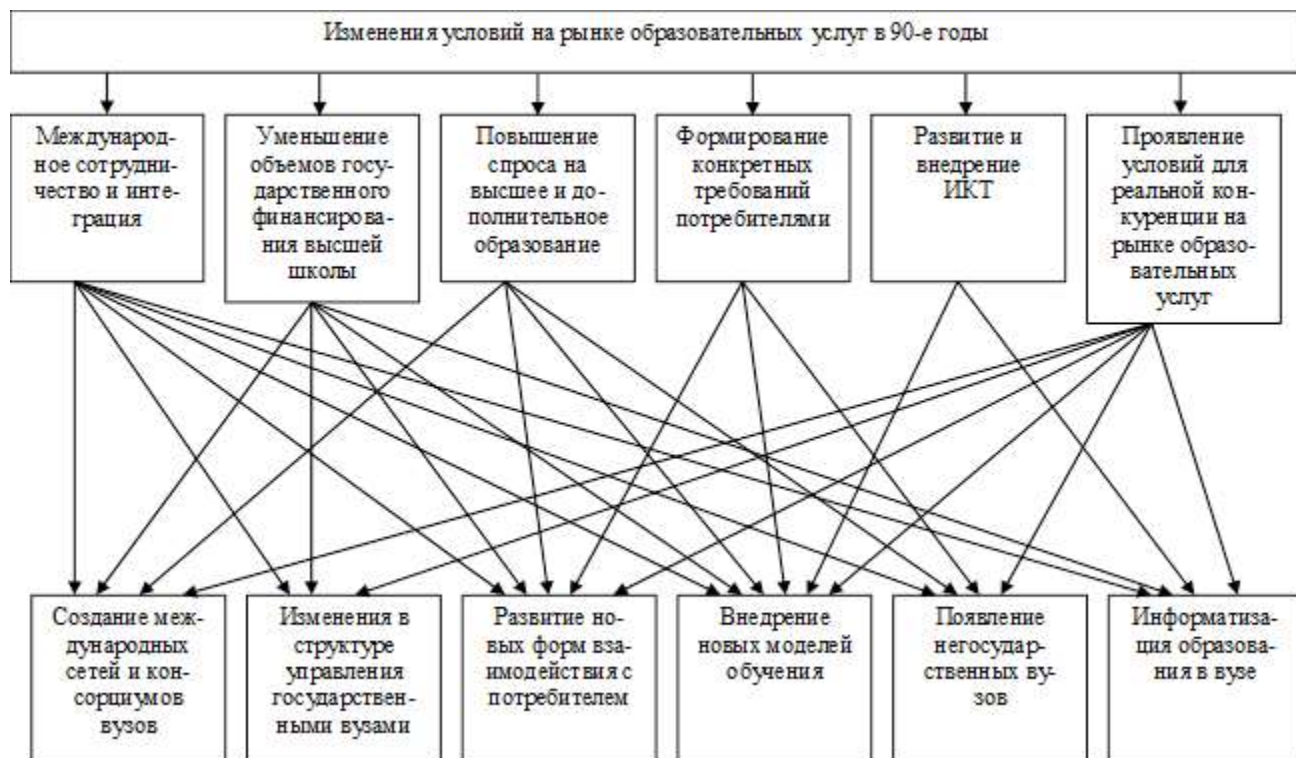 Изменения условий на рынке образовательных услуг в 90-е годы
Международ-
ное сотрудни-
чество и инте-
грация
Уменьшение
объемов госу-
дарственного
финансирова-
ния высшей
школы
Повышение
спроса на
высшее и до-
полнительное
образование
Формирование
конкретных
требований
потребителями
Развитие и
внедрение
ИКТ
Проявление
условий для
реальной кон-
куренции на
рынке образо-
вательных
услуг
Создание меж-
дународных
сетей и кон-
сорциумов
вузов
Изменения в
структуре
управления
государствен-
ными вузами
Развитие но-
вых форм вза-
имодействия с
потребителем
Внедрение
новых моделей
обучения
Появление
негосудар-
ственных ву-
зов
Информатиза-
ция образова-
ния в вузе